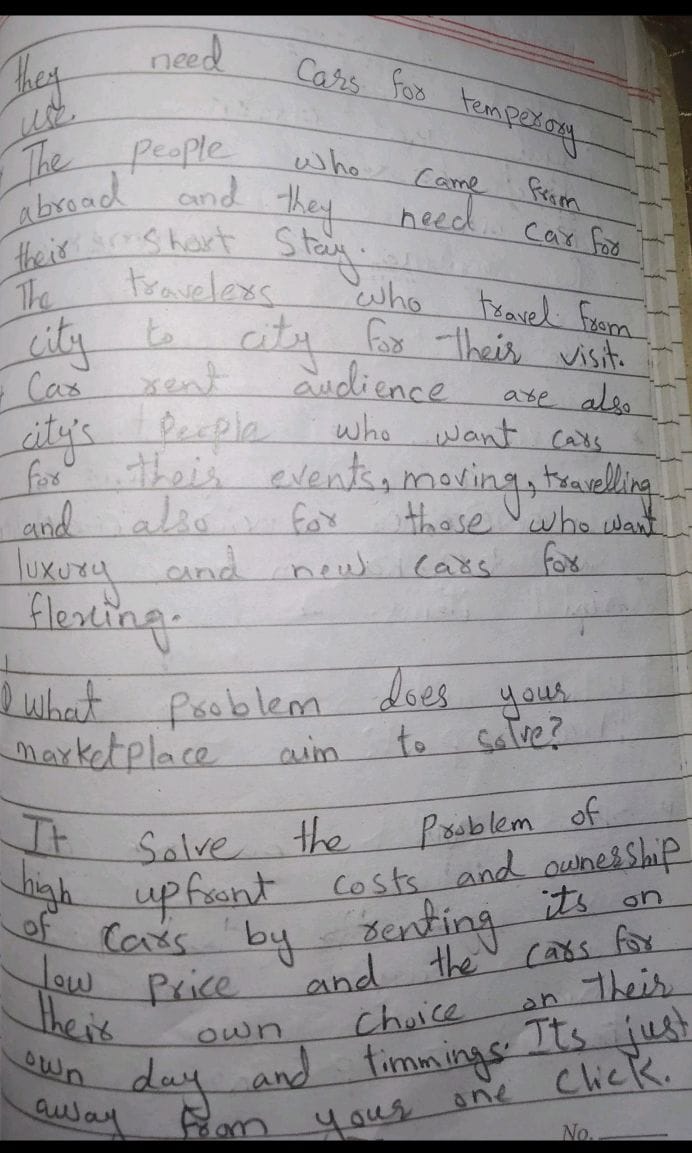 they need Cars for temperory
use.
The people who came from
abroad and they need car for
their short Stay.
The travelers who travel from
city to city for their visit.
Car rent audience are also
city's people who want cars
for their events, moving, travelling
and also for those who want
luxury and new cars for
flexing.
what problem does your
marketplace aim to solve?
It Solve the Problem of
high upfront costs and ownership
of Cars by renting its on
low Price and the cars for
their own choice on their
own day and timmings. Its just
away from your one click.
No.